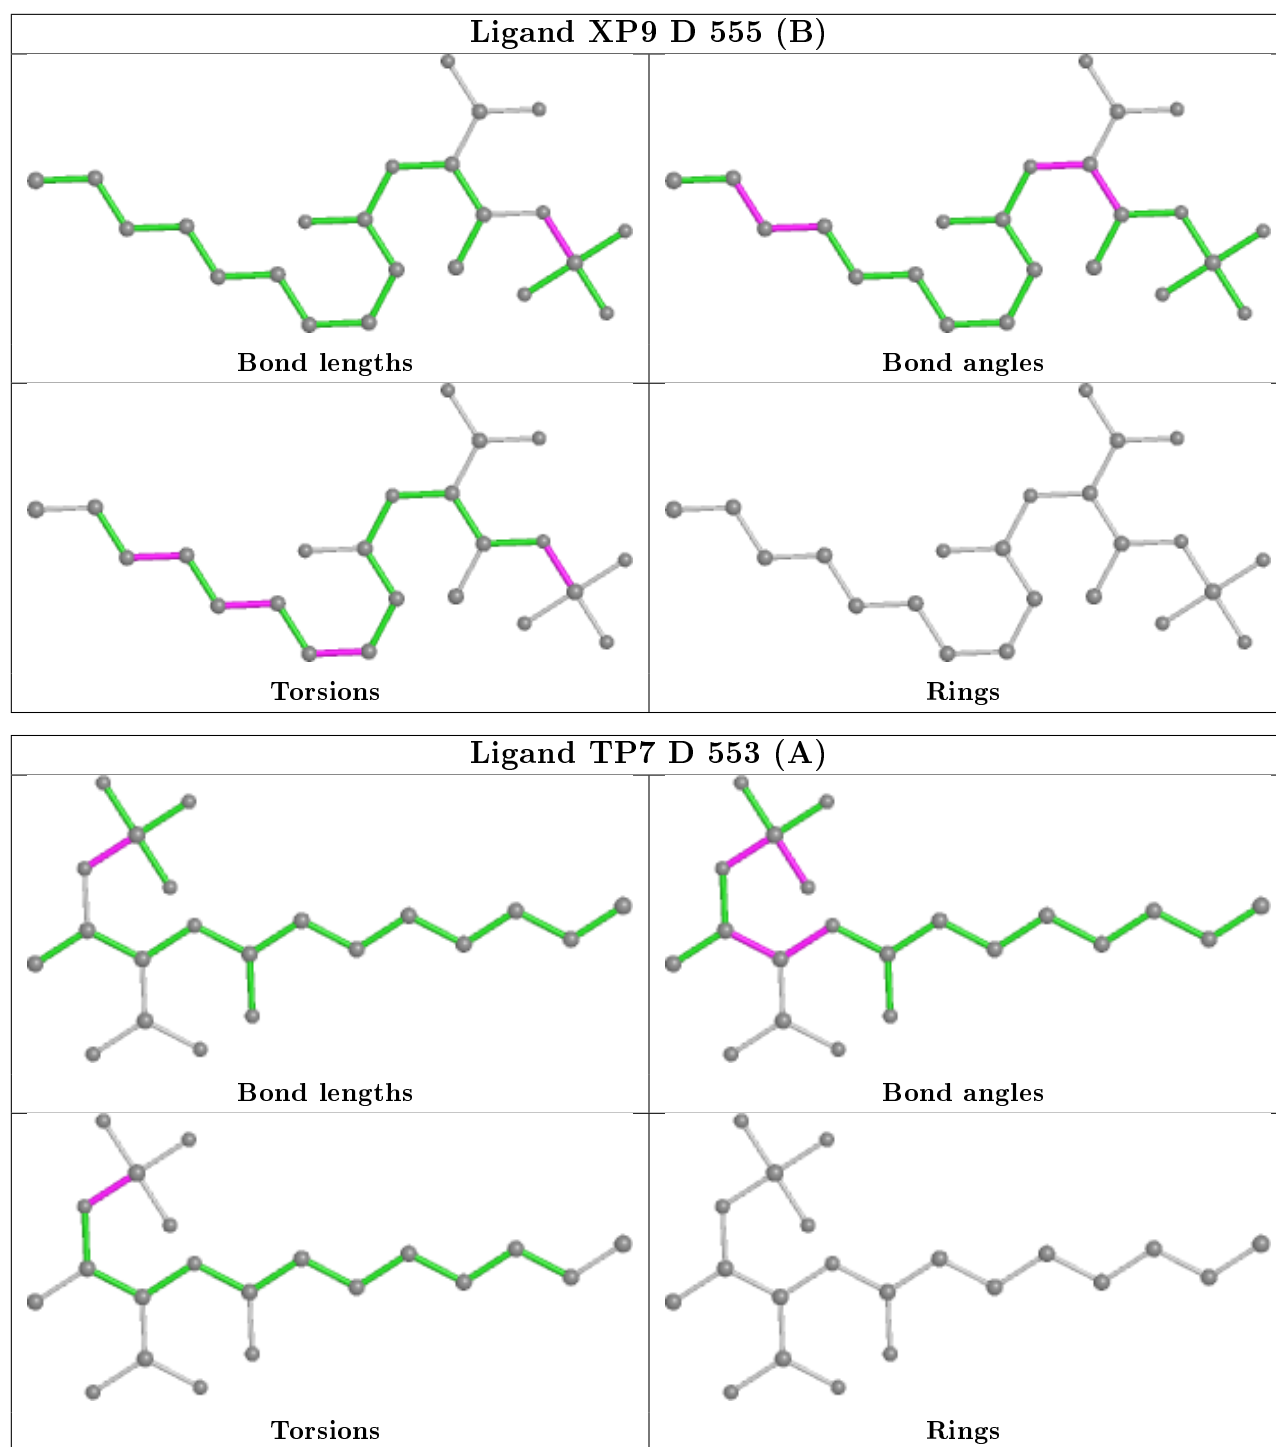 Ligand XP9 D 555 (B)
Bond lengths
Bond angles
Torsions
Rings
Ligand TP7 D 553 (A)
Bond lengths
Bond angles
Torsions
Rings